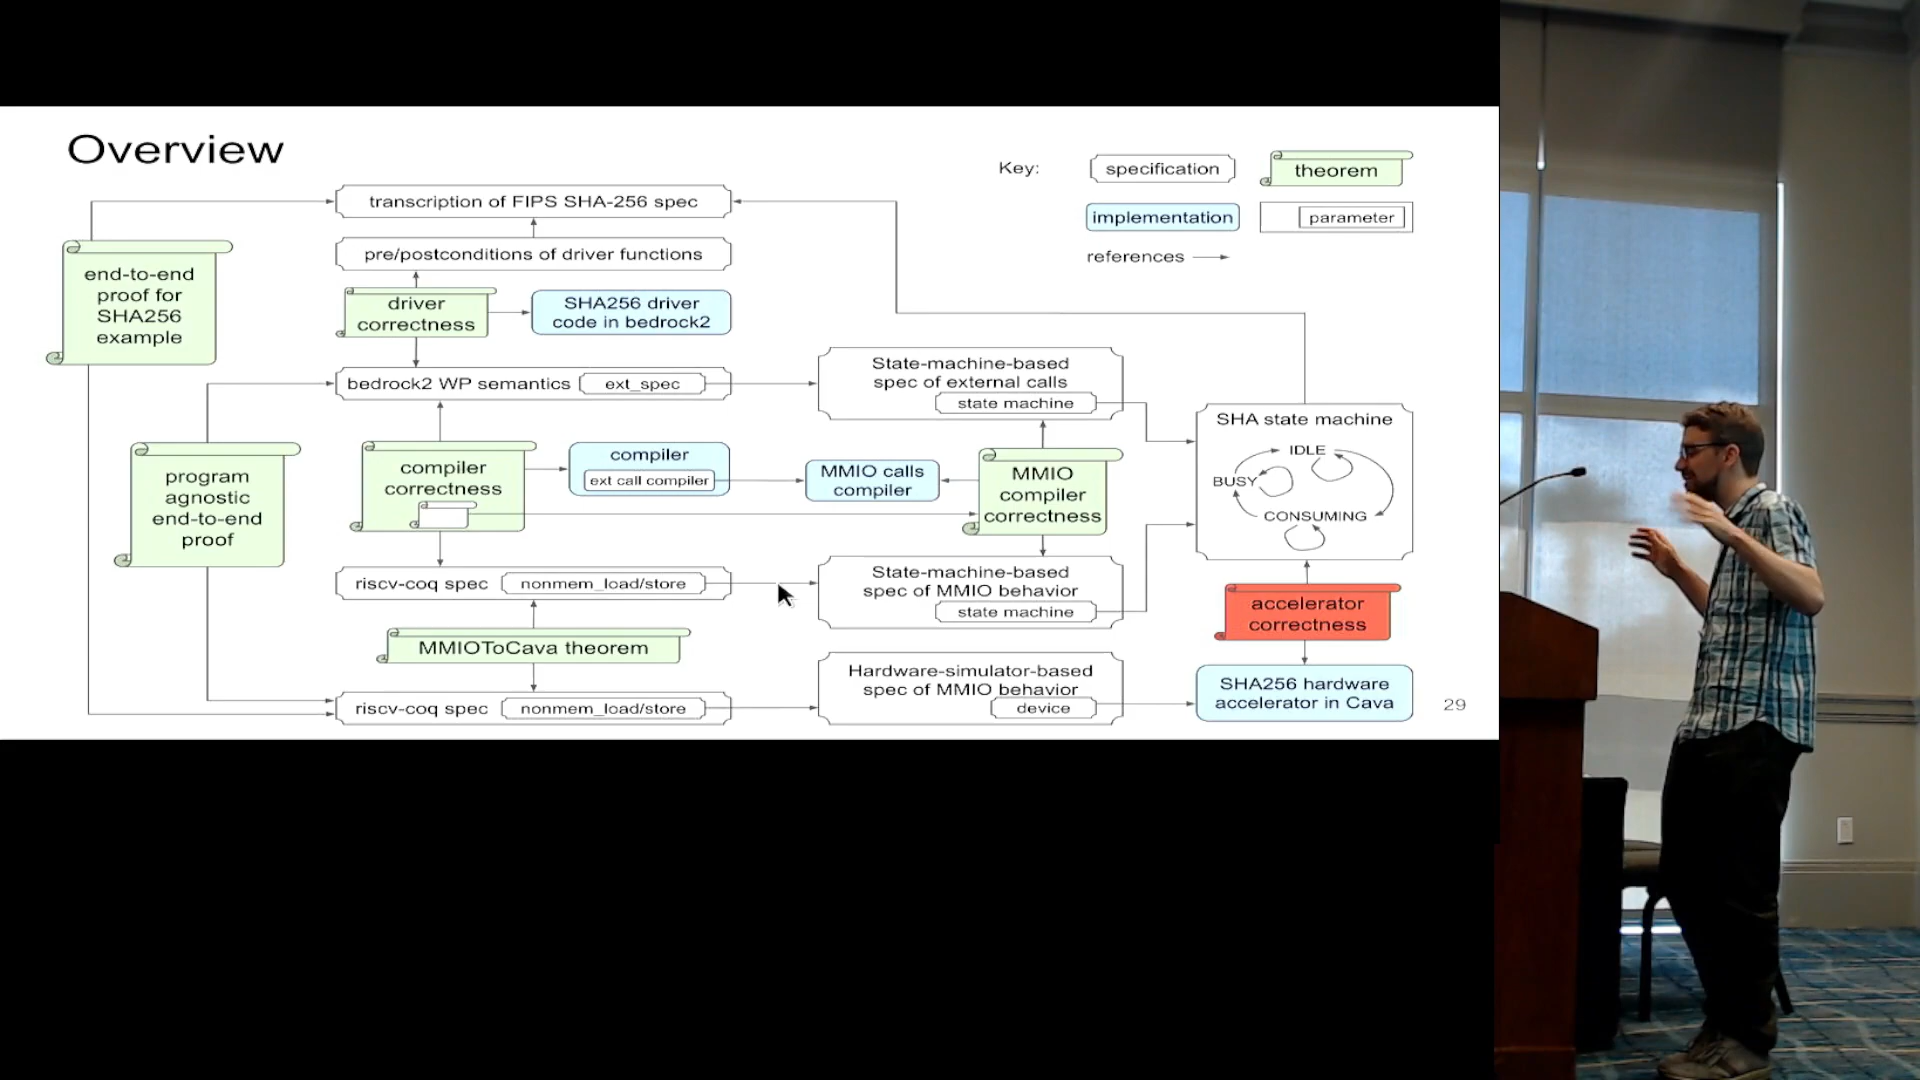 Overview
Key:
specification
theorem
implementation
parameter
references
transcription of FIPS SHA-256 spec
pre/postconditions of driver functions
end-to-end
proof for
SHA256
example
driver
correctness
SHA256 driver
code in bedrock2
bedrock2 WP semantics
ext_spec
State-machine-based
spec of external calls
state machine
SHA state machine
IDLE
BUSY
CONSUMING
program
agnostic
end-to-end
proof
compiler
correctness
compiler
ext call compiler
MMIO calls
compiler
MMIO
compiler
correctness
riscv-coq spec
nonmem_load/store
State-machine-based
spec of MMIO behavior
state machine
accelerator
correctness
MMIOToCava theorem
riscv-coq spec
nonmem_load/store
Hardware-simulator-based
spec of MMIO behavior
device
SHA256 hardware
accelerator in Cava
29